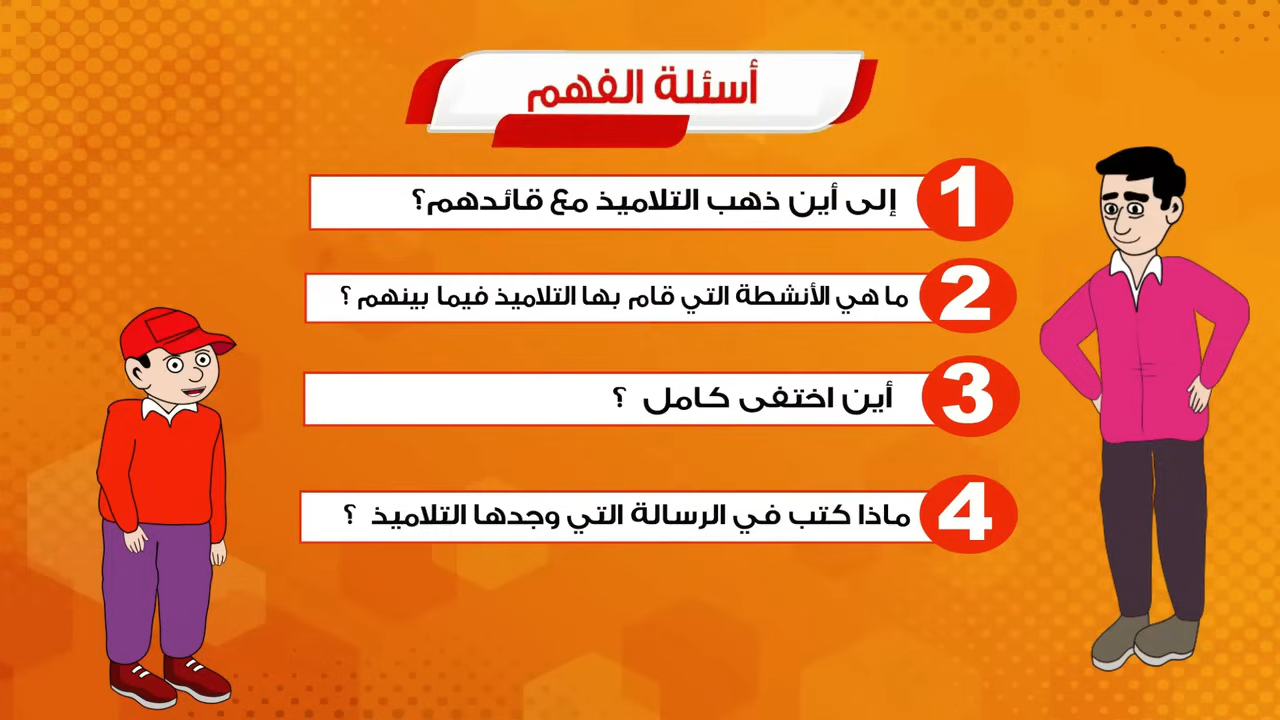 أسئلة الفهم
1 إلى أين ذهب التلاميذ مع قائدهم؟
2 ما هي الأنشطة التي قام بها التلاميذ فيما بينهم ؟
3 أين اختفى كامل ؟
4 ماذا كتب في الرسالة التي وجدها التلاميذ ؟